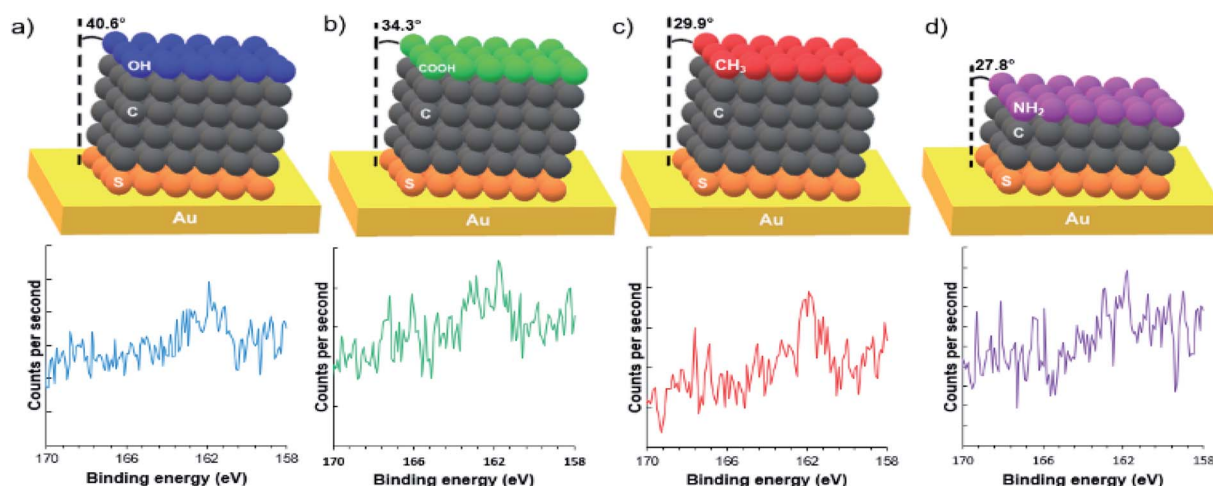 a)
40.6°
OH
C
S
Au
b)
34.3°
COOH
C
S
Au
c)
29.9°
CH₃
C
S
Au
d)
27.8°
NH₂
C
S
Au
Counts per second
170
166
162
158
Binding energy (eV)
Counts per second
170
166
162
158
Binding energy (eV)
Counts per second
170
166
162
158
Binding energy (eV)
Counts per second
170
166
162
158
Binding energy (eV)